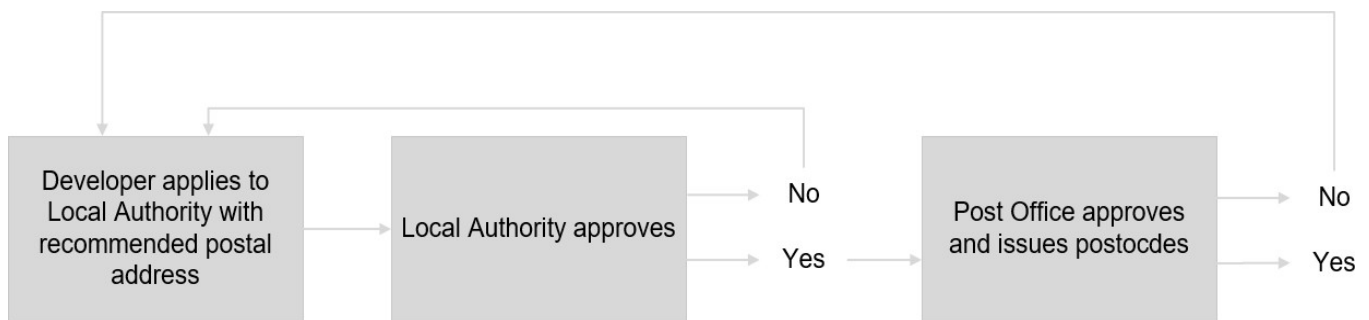 Developer applies to
Local Authority with
recommended postal
address
Local Authority approves
No
Yes
Post Office approves
and issues postocdes
No
Yes